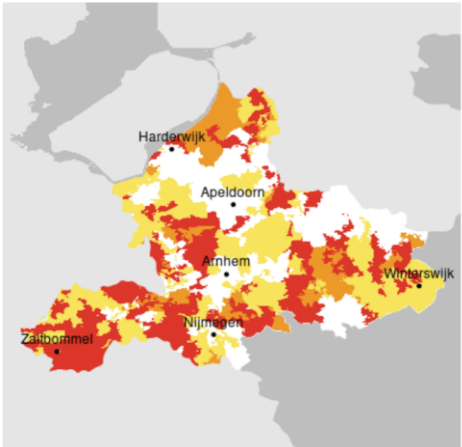 Harderwijk
Apeldoorn
Arnhem
Winterswijk
Nijmegen
Zaltbommel